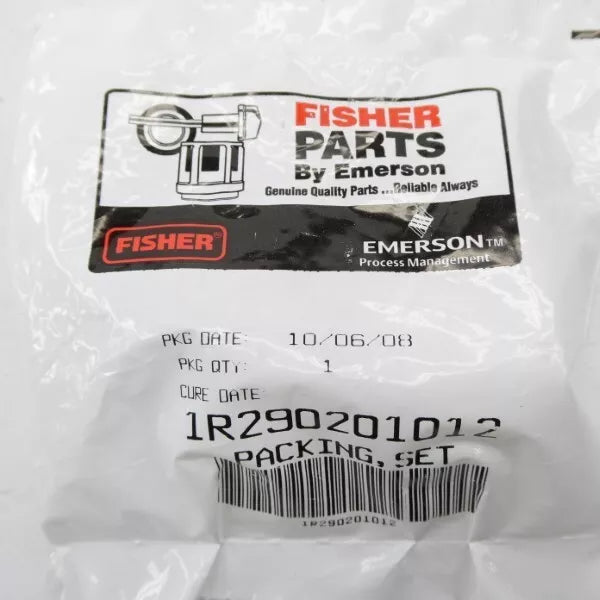 FISHER
PARTS
By Emerson
Genuine Quality Parts ...Reliable Always
FISHER®
EMERSON™
Process Management
PKG DATE: 10/06/08
PKG QTY: 1
CURE DATE:
1R290201012
PACKING, SET
1R290201012